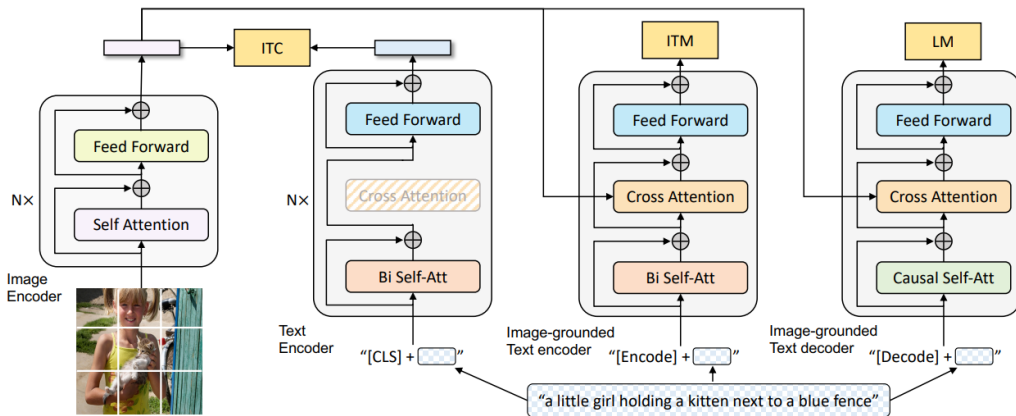 ITC
ITM
LM
Feed Forward
Self Attention
N×
Image
Encoder
Feed Forward
Cross Attention
Bi Self-Att
N×
Text
Encoder
"[CLS] + "
Feed Forward
Cross Attention
Bi Self-Att
Image-grounded
Text encoder
"[Encode] + "
Feed Forward
Cross Attention
Causal Self-Att
Image-grounded
Text decoder
"[Decode] + "
"a little girl holding a kitten next to a blue fence"